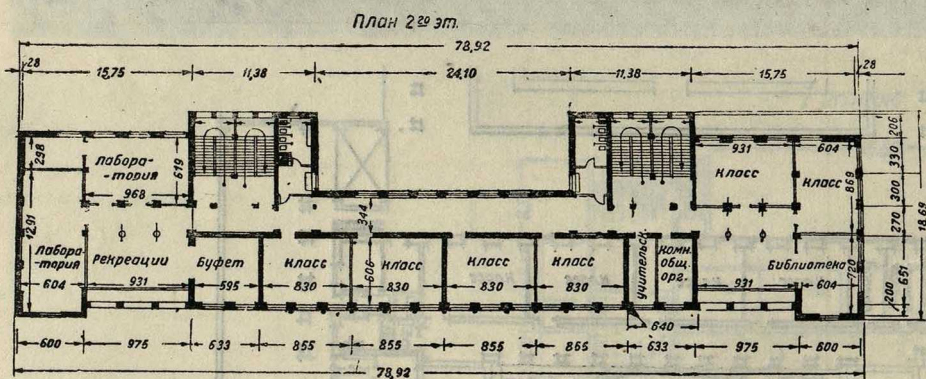 План 2го эт.
78,92
28
15,75
11,38
24,10
11,38
15,75
28
206
298
Лабора-
-тория
619
968
931
Класс
604
Класс
869
330
300
270
18,69
12,91
344
Лабора-
-тория
604
Рекреации
931
Буфет
595
Класс
830
606
Класс
830
Класс
830
Класс
830
учительск.
Комн.
общ.
орг.
931
Библиотека
604
720
651
200
640
600
975
633
855
855
855
865
633
975
600
78,92